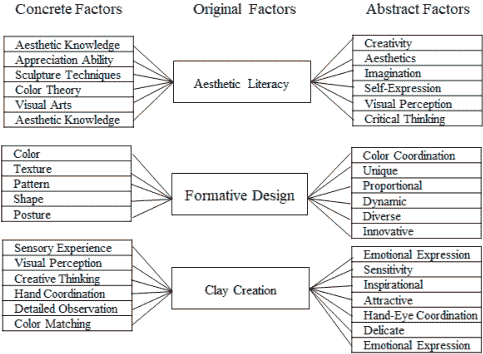 Concrete Factors
Original Factors
Abstract Factors
Aesthetic Knowledge
Appreciation Ability
Sculpture Techniques
Color Theory
Visual Arts
Aesthetic Knowledge
Aesthetic Literacy
Creativity
Aesthetics
Imagination
Self-Expression
Visual Perception
Critical Thinking
Color
Texture
Pattern
Shape
Posture
Formative Design
Color Coordination
Unique
Proportional
Dynamic
Diverse
Innovative
Sensory Experience
Visual Perception
Creative Thinking
Hand Coordination
Detailed Observation
Color Matching
Clay Creation
Emotional Expression
Sensitivity
Inspirational
Attractive
Hand-Eye Coordination
Delicate
Emotional Expression